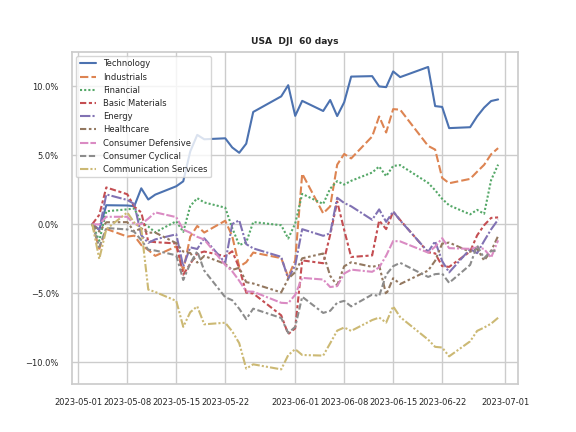 USA DJI 60 days
Technology
Industrials
Financial
Basic Materials
Energy
Healthcare
Consumer Defensive
Consumer Cyclical
Communication Services
10.0%
5.0%
0.0%
−5.0%
−10.0%
2023-05-01 2023-05-08 2023-05-15 2023-05-22 2023-06-01 2023-06-08 2023-06-15 2023-06-22 2023-07-01